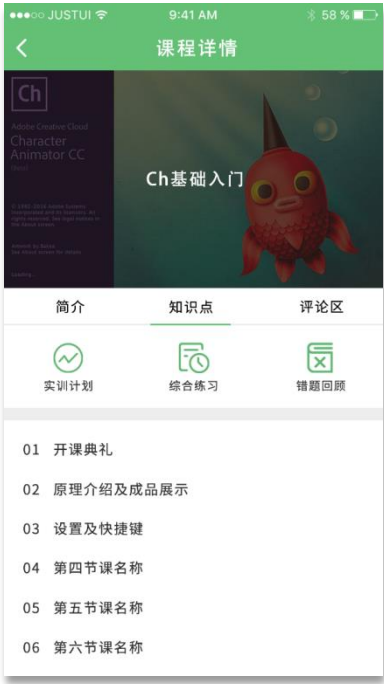 JUSTUI 9:41 AM 58 %
课程详情
Ch
Adobe Creative Cloud
Character
Animator CC
Ch基础入门
简介 知识点 评论区
实训计划 综合练习 错题回顾
01 开课典礼
02 原理介绍及成品展示
03 设置及快捷键
04 第四节课名称
05 第五节课名称
06 第六节课名称